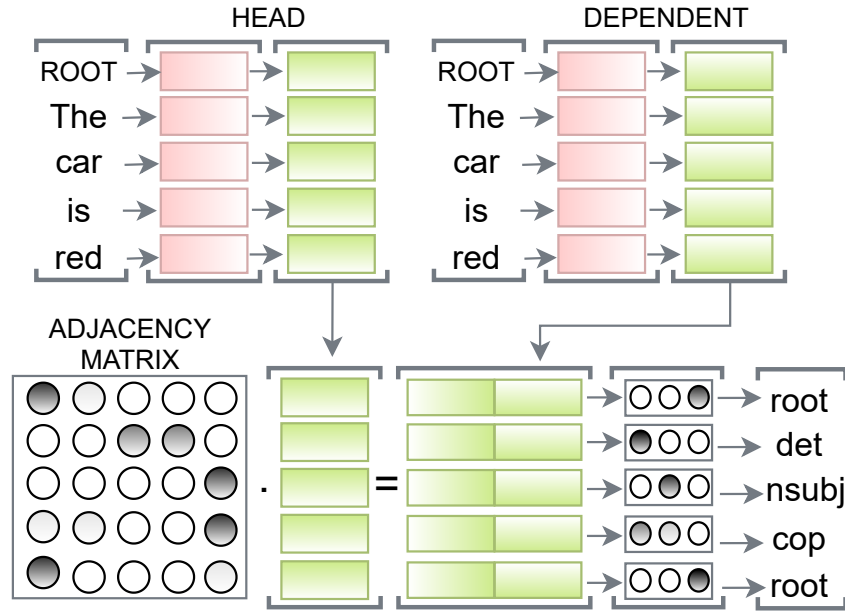 HEAD
DEPENDENT
ROOT
The
car
is
red
ROOT
The
car
is
red
ADJACENCY
MATRIX
. =
root
det
nsubj
cop
root